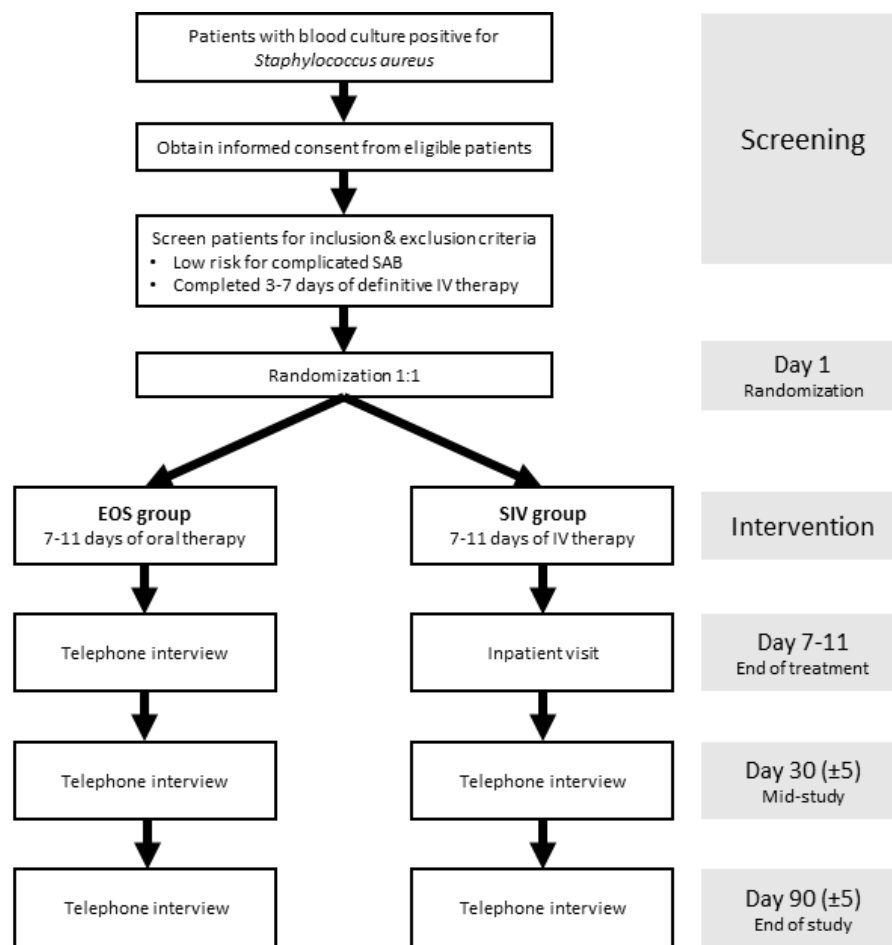 Patients with blood culture positive for
Staphylococcus aureus
Screening
Obtain informed consent from eligible patients
Screen patients for inclusion & exclusion criteria
• Low risk for complicated SAB
• Completed 3-7 days of definitive IV therapy
Randomization 1:1
Day 1
Randomization
EOS group
7-11 days of oral therapy
SIV group
7-11 days of IV therapy
Intervention
Telephone interview
Inpatient visit
Day 7-11
End of treatment
Telephone interview
Telephone interview
Day 30 (±5)
Mid-study
Telephone interview
Telephone interview
Day 90 (±5)
End of study